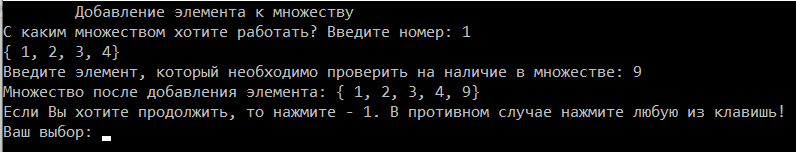 Добавление элемента к множеству
С каким множеством хотите работать? Введите номер: 1
{ 1, 2, 3, 4}
Введите элемент, который необходимо проверить на наличие в множестве: 9
Множество после добавления элемента: { 1, 2, 3, 4, 9}
Если Вы хотите продолжить, то нажмите - 1. В противном случае нажмите любую из клавишь!
Ваш выбор: